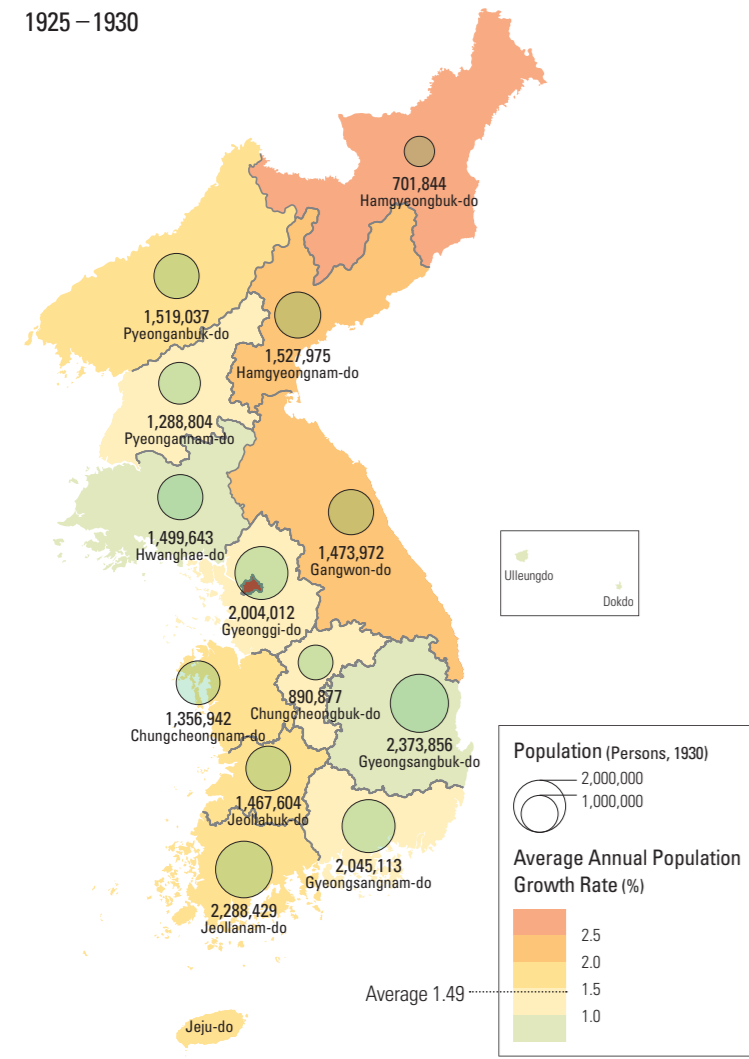 1925 – 1930
701,844
Hamgyeongbuk-do
1,519,037
Pyeonganbuk-do
1,527,975
Hamgyeongnam-do
1,288,804
Pyeongannam-do
1,499,643
Hwanghae-do
1,473,972
Gangwon-do
Ulleungdo
Dokdo
2,004,012
Gyeonggi-do
890,877
Chungcheongbuk-do
1,356,942
Chungcheongnam-do
2,373,856
Gyeongsangbuk-do
1,467,604
Jeollabuk-do
2,045,113
Gyeongsangnam-do
2,288,429
Jeollanam-do
Jeju-do
Population (Persons, 1930)
2,000,000
1,000,000
Average Annual Population
Growth Rate (%)
2.5
2.0
1.5
1.0
Average 1.49